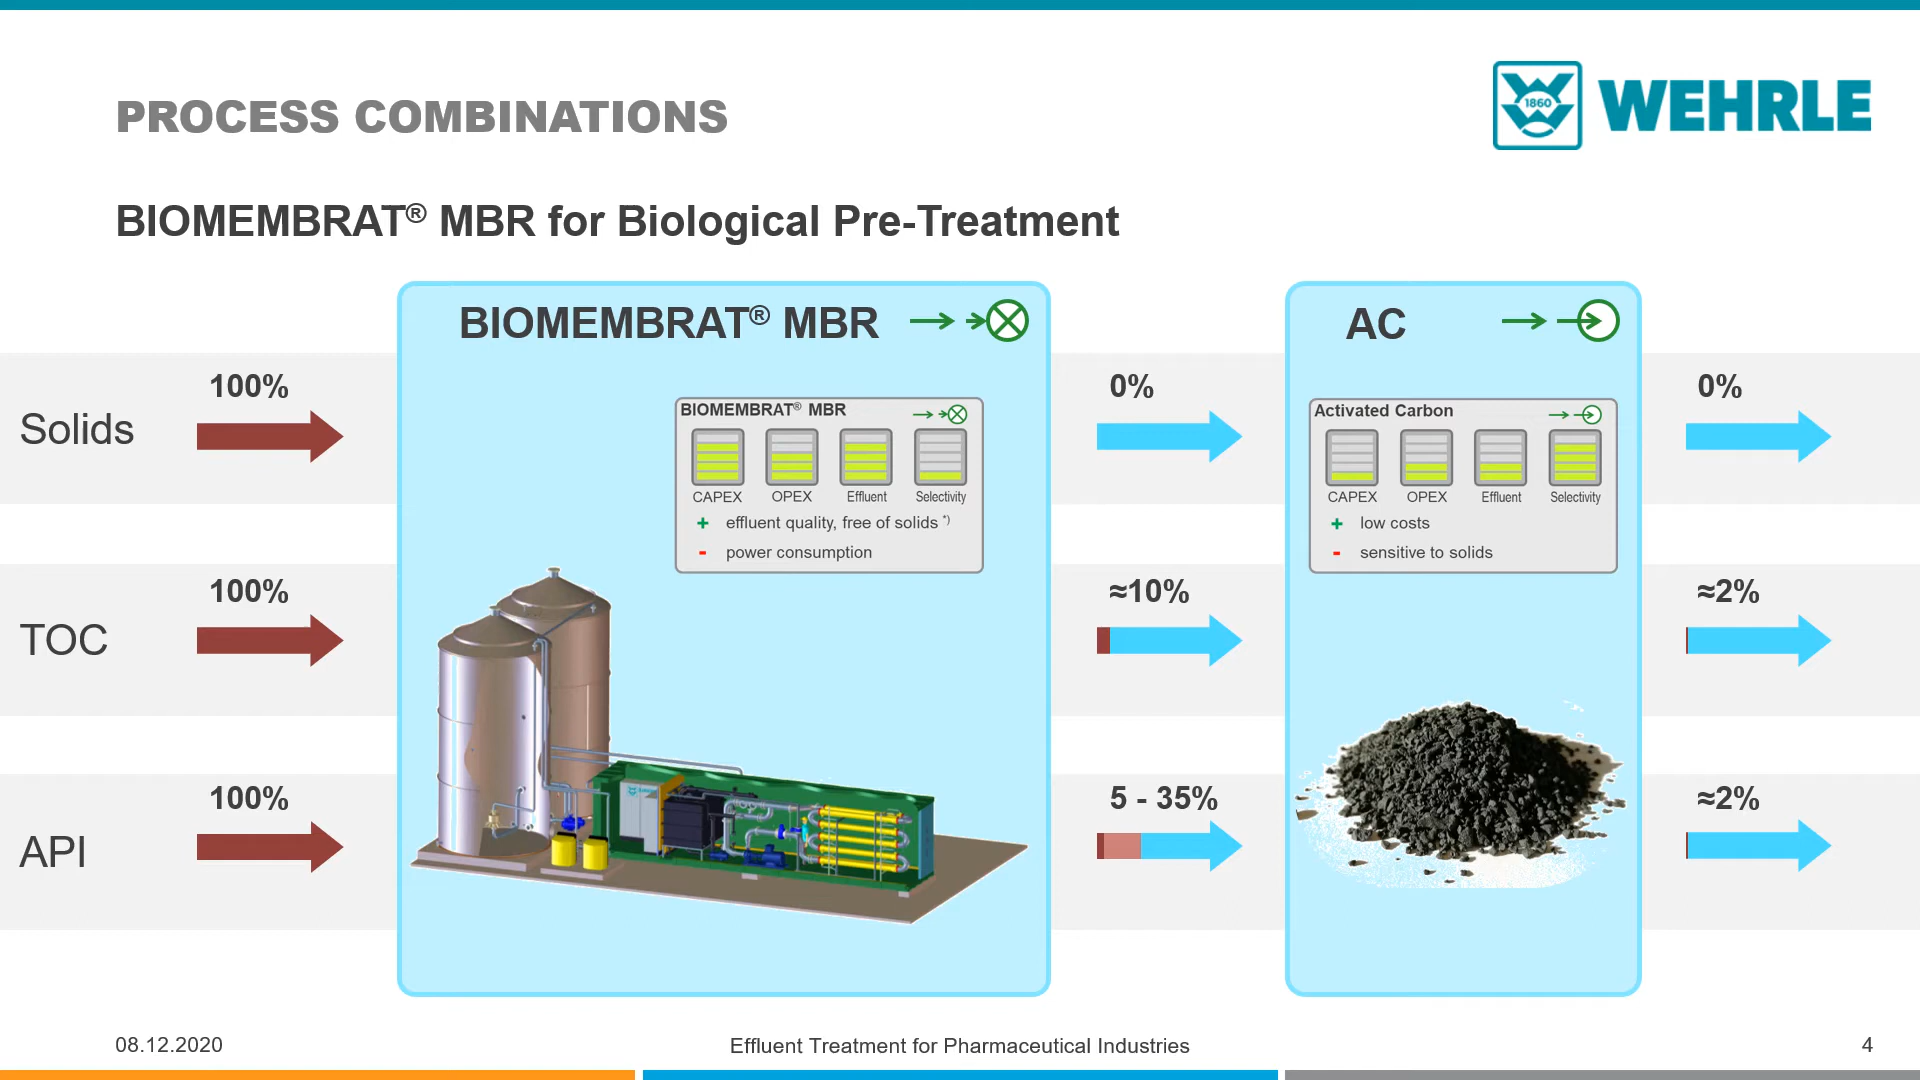 PROCESS COMBINATIONS
1860
WEHRLE
BIOMEMBRAT® MBR for Biological Pre-Treatment
BIOMEMBRAT® MBR
AC
Solids
100%
0%
0%
BIOMEMBRAT® MBR
CAPEX OPEX Effluent Selectivity
+ effluent quality, free of solids *)
- power consumption
Activated Carbon
CAPEX OPEX Effluent Selectivity
+ low costs
- sensitive to solids
TOC
100%
≈10%
≈2%
API
100%
5 - 35%
≈2%
08.12.2020
Effluent Treatment for Pharmaceutical Industries
4